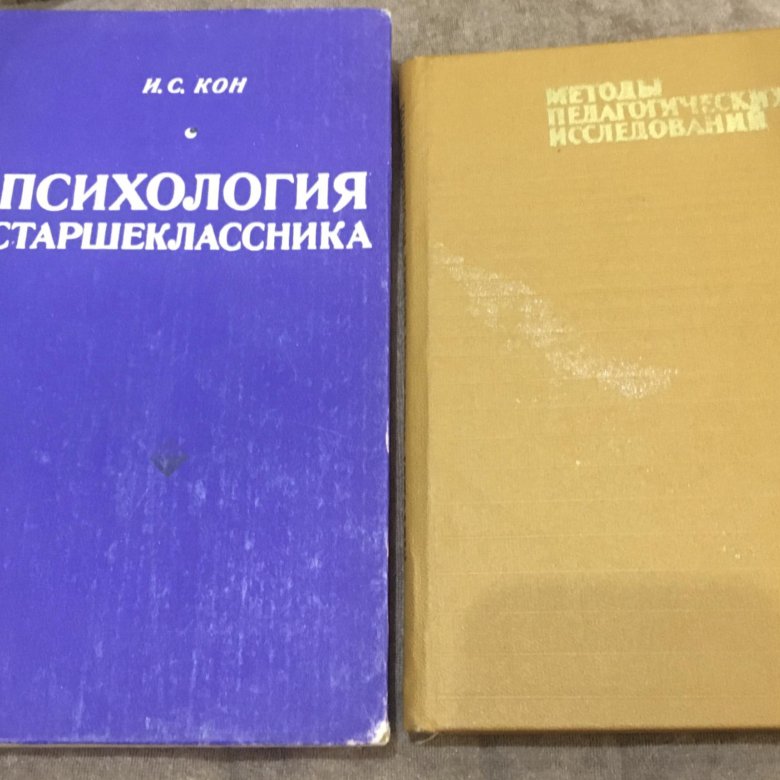 И. С. КОН
ПСИХОЛОГИЯ
СТАРШЕКЛАССНИКА
МЕТОДЫ
ПЕДАГОГИЧЕСКИХ
ИССЛЕДОВАНИЙ